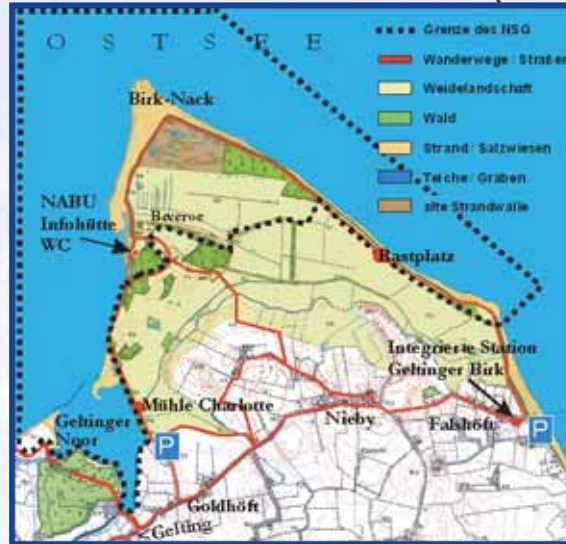 OSTSEE
Grenze des NSG
Wanderwege / Straßen
Weidelandschaft
Wald
Strand / Salzwiesen
Teiche / Gräben
alte Strandwälle
Birk-Nack
NABU
Infohütte
WC
Beveroe
Rastplatz
Integrierte Station
Geltinger Birk
Mühle Charlotte
Geltinger
Noor
P
Nieby
Falshöft
P
Goldhöft
<Gelting